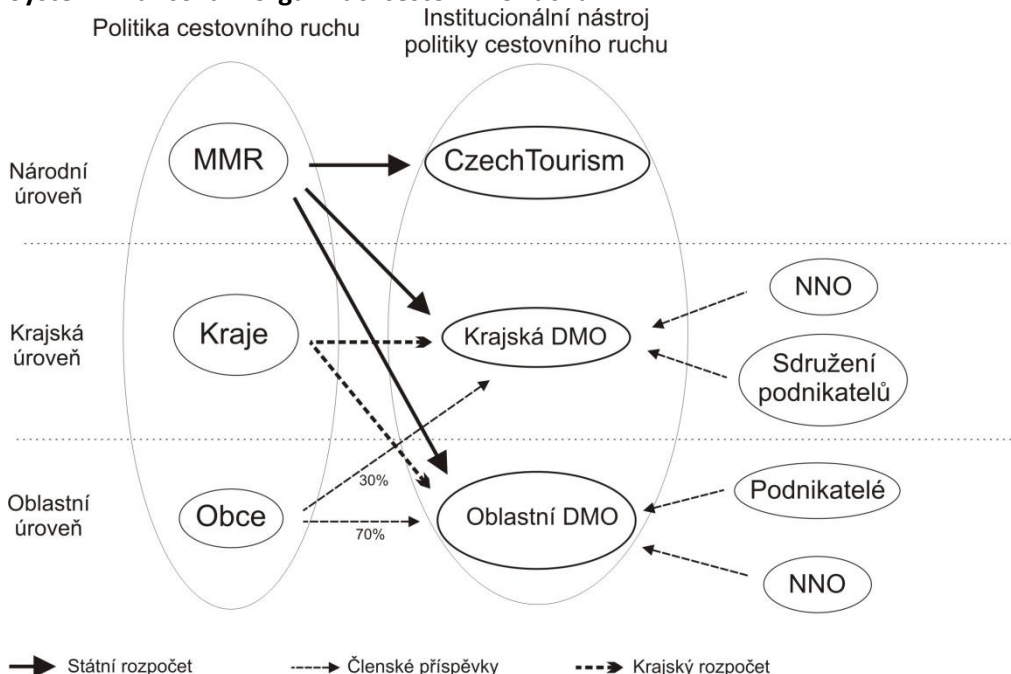 Politika cestovního ruchu
Institucionální nástroj
politiky cestovního ruchu
Národní
úroveň
MMR
CzechTourism
Krajská
úroveň
Kraje
Krajská DMO
NNO
Sdružení
podnikatelů
Oblastní
úroveň
Obce
30%
70%
Oblastní DMO
Podnikatelé
NNO
Státní rozpočet
Členské příspěvky
Krajský rozpočet